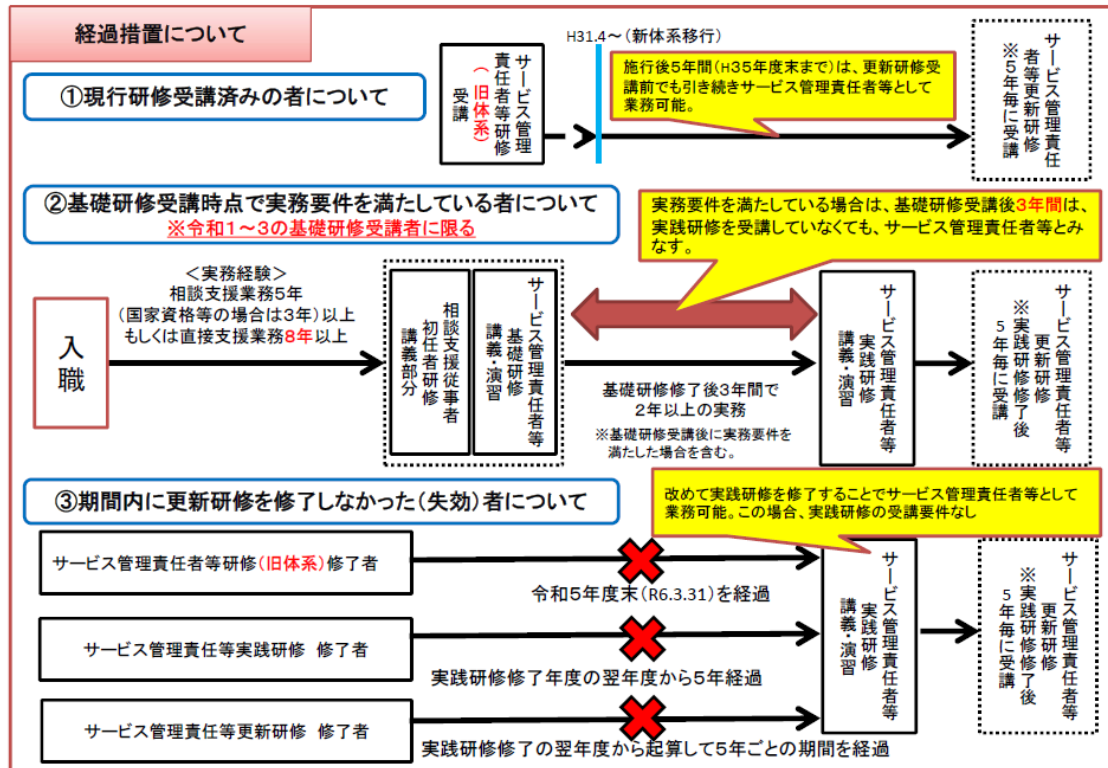 経過措置について
H31.4～(新体系移行)
①現行研修受講済みの者について
サービス管理
責任者等研修
(旧体系)
受講
施行後5年間(H35年度末まで)は、更新研修受
講前でも引き続きサービス管理責任者等として
業務可能。
サービス管理責任
者等更新研修
※５年毎に受講
②基礎研修受講時点で実務要件を満たしている者について
※令和１～３の基礎研修受講者に限る
実務要件を満たしている場合は、基礎研修受講後3年間は、
実践研修を受講していなくても、サービス管理責任者等とみ
なす。
＜実務経験＞
相談支援業務5年
(国家資格等の場合は3年)以上
もしくは直接支援業務8年以上
入職
相談支援従事者
初任者研修
講義部分
サービス管理責任者等
基礎研修
講義・演習
基礎研修修了後3年間で
2年以上の実務
※基礎研修受講後に実務要件を
満たした場合を含む。
サービス管理責任者等
実践研修
講義・演習
サービス管理責任者等
更新研修
※実践研修修了後
５年毎に受講
③期間内に更新研修を修了しなかった(失効)者について
改めて実践研修を修了することでサービス管理責任者等として
業務可能。この場合、実践研修の受講要件なし
サービス管理責任者等研修(旧体系)修了者
令和5年度末(R6.3.31)を経過
サービス管理責任等実践研修 修了者
実践研修修了年度の翌年度から5年経過
サービス管理責任等更新研修 修了者
実践研修修了の翌年度から起算して5年ごとの期間を経過
サービス管理責任者等
実践研修
講義・演習
サービス管理責任者等
更新研修
※実践研修修了後
５年毎に受講